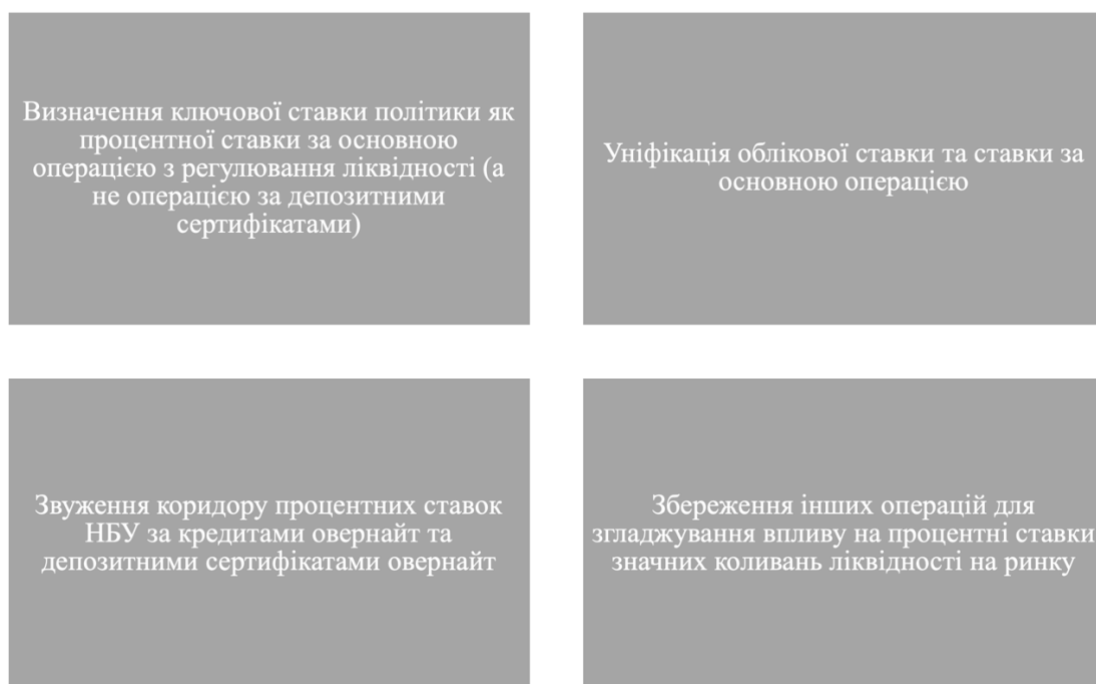 Визначення ключової ставки політики як
процентної ставки за основною
операцією з регулювання ліквідності (а
не операцією за депозитними
сертифікатами)
Уніфікація облікової ставки та ставки за
основною операцією
Звуження коридору процентних ставок
НБУ за кредитами овернайт та
депозитними сертифікатами овернайт
Збереження інших операцій для
згладжування впливу на процентні ставки
значних коливань ліквідності на ринку